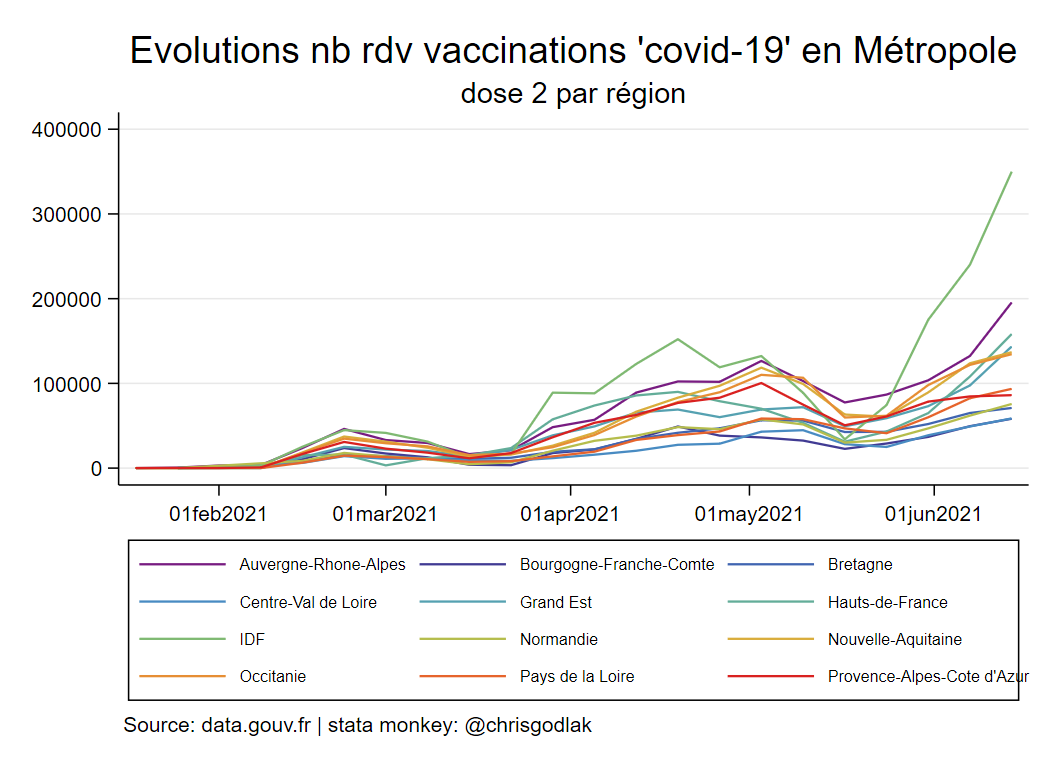 Evolutions nb rdv vaccinations 'covid-19' en Métropole
dose 2 par région
400000
300000
200000
100000
0
01feb2021 01mar2021 01apr2021 01may2021 01jun2021
Auvergne-Rhone-Alpes Bourgogne-Franche-Comte Bretagne
Centre-Val de Loire Grand Est Hauts-de-France
IDF Normandie Nouvelle-Aquitaine
Occitanie Pays de la Loire Provence-Alpes-Cote d'Azur
Source: data.gouv.fr | stata monkey: @chrisgodlak